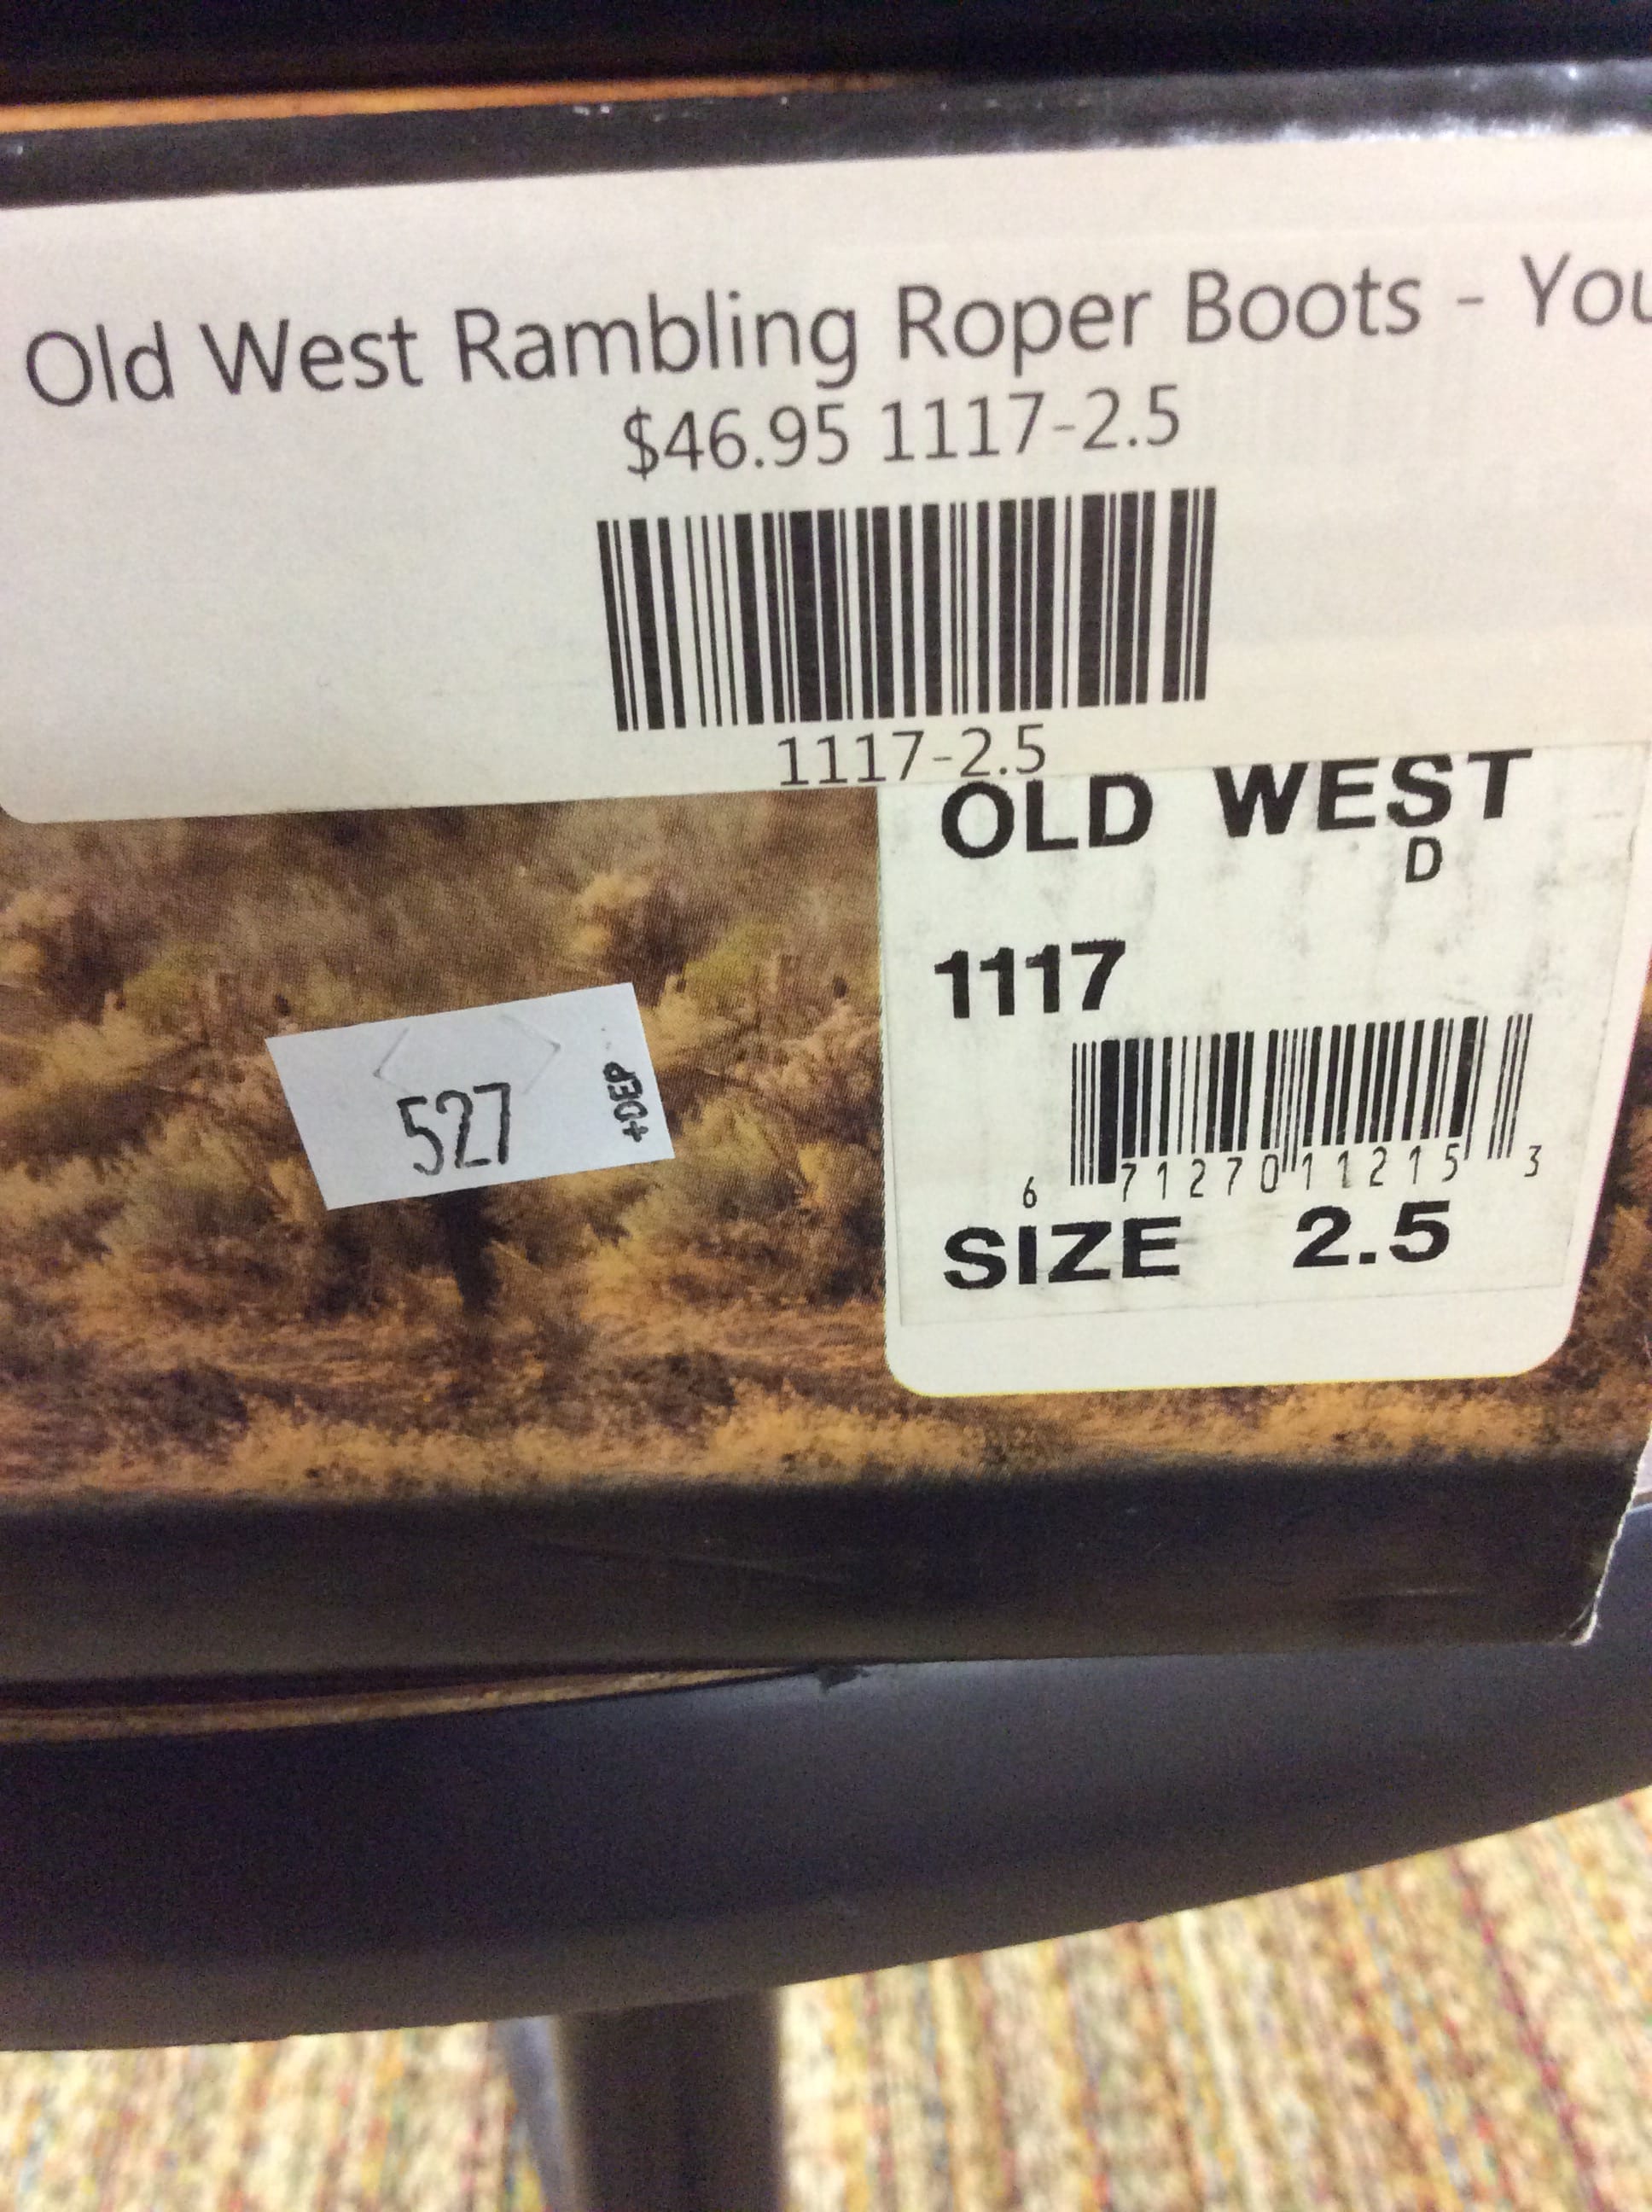 Old West Rambling Roper Boots - You
$46.95 1117-2.5
1117-2.5
OLD WEST
D
1117
6 71270 11215 3
SIZE 2.5
527
+DEP